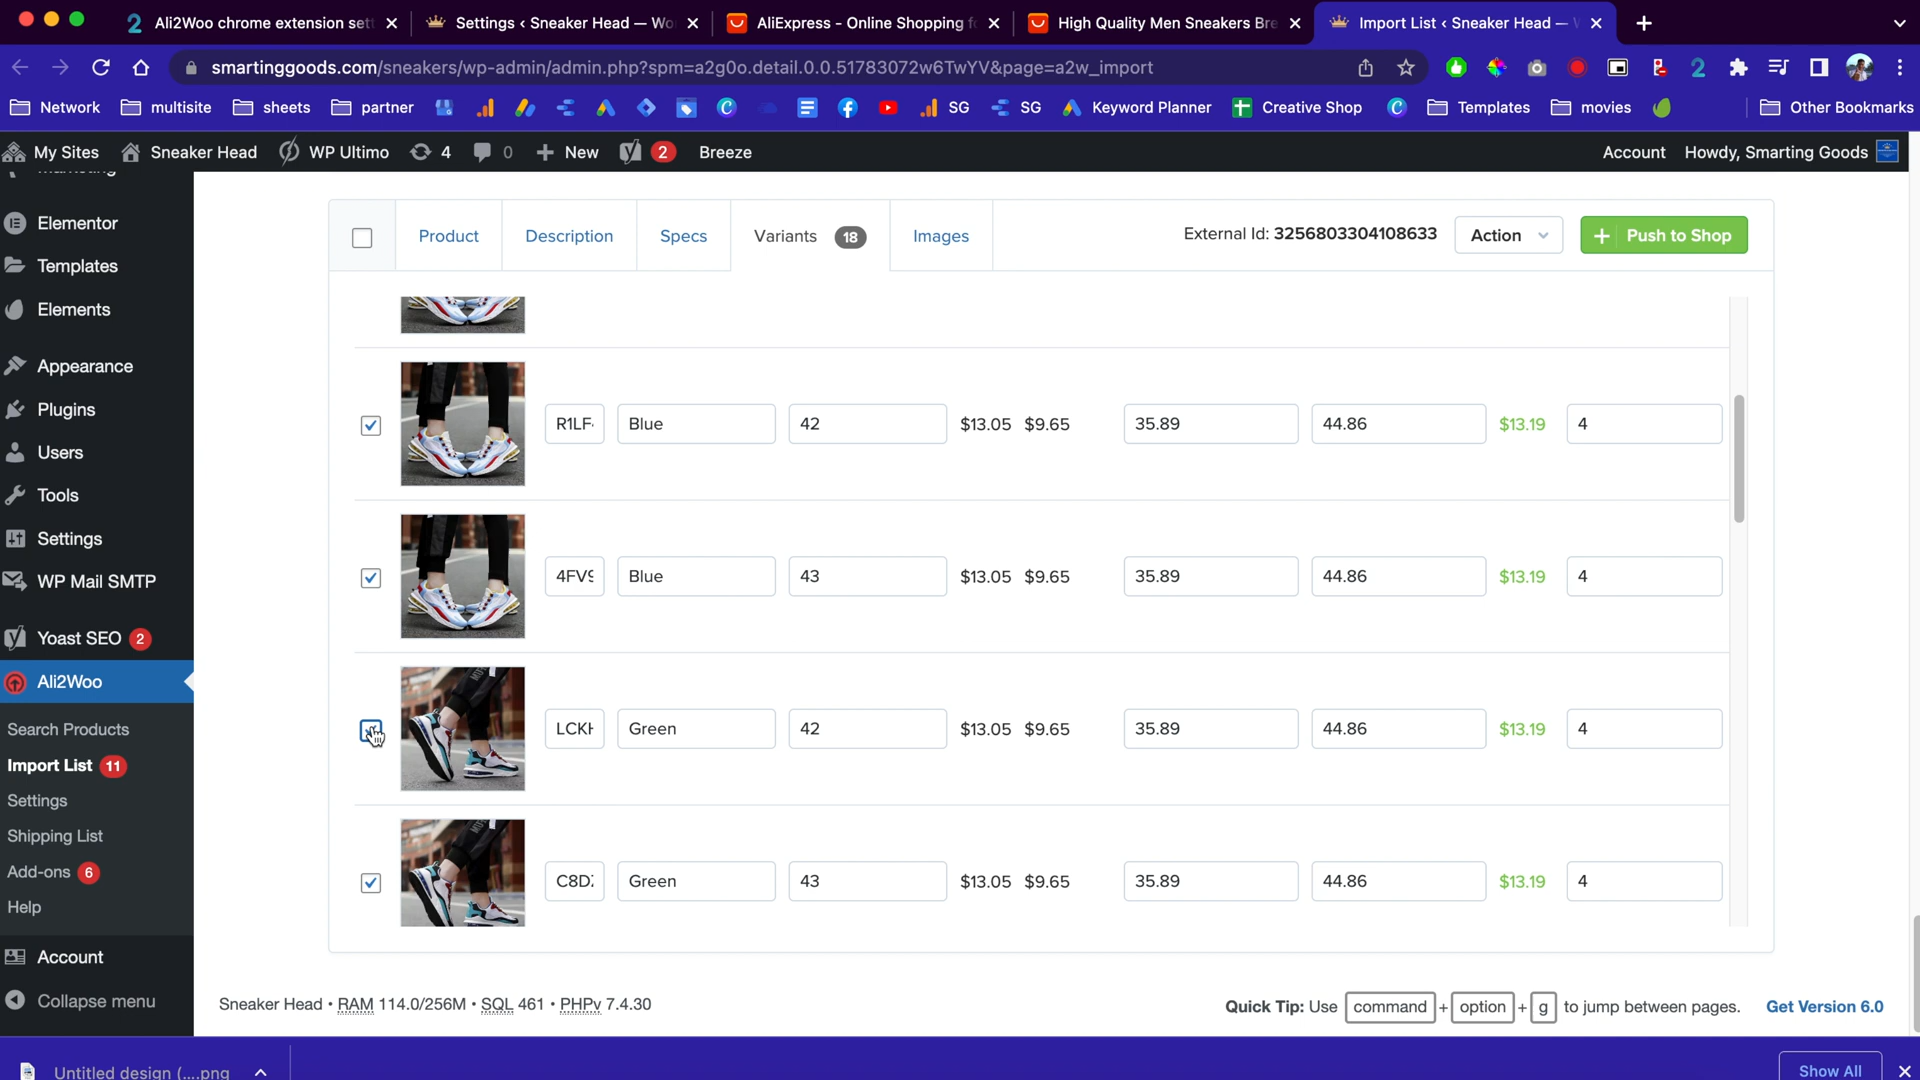 Ali2Woo chrome extension sett
Settings ‹ Sneaker Head — Wo
AliExpress - Online Shopping fo
High Quality Men Sneakers Bre
Import List ‹ Sneaker Head — W
smartinggoods.com/sneakers/wp-admin/admin.php?spm=a2g0o.detail.0.0.51783072w6TwYV&page=a2w_import
Network multisite sheets partner SG SG Keyword Planner Creative Shop Templates movies Other Bookmarks
My Sites Sneaker Head WP Ultimo 4 0 New 2 Breeze Account Howdy, Smarting Goods
Marketing
Elementor
Templates
Elements
Appearance
Plugins
Users
Tools
Settings
WP Mail SMTP
Yoast SEO 2
Ali2Woo
Search Products
Import List 11
Settings
Shipping List
Add-ons 6
Help
Account
Collapse menu
Product Description Specs Variants 18 Images External Id: 3256803304108633 Action + Push to Shop
R1LF- Blue 42 $13.05 $9.65 35.89 44.86 $13.19 4
4FV9 Blue 43 $13.05 $9.65 35.89 44.86 $13.19 4
LCKH Green 42 $13.05 $9.65 35.89 44.86 $13.19 4
C8DZ Green 43 $13.05 $9.65 35.89 44.86 $13.19 4
Sneaker Head • RAM 114.0/256M • SQL 461 • PHPv 7.4.30
Quick Tip: Use command + option + g to jump between pages. Get Version 6.0
Untitled design (....png
Show All